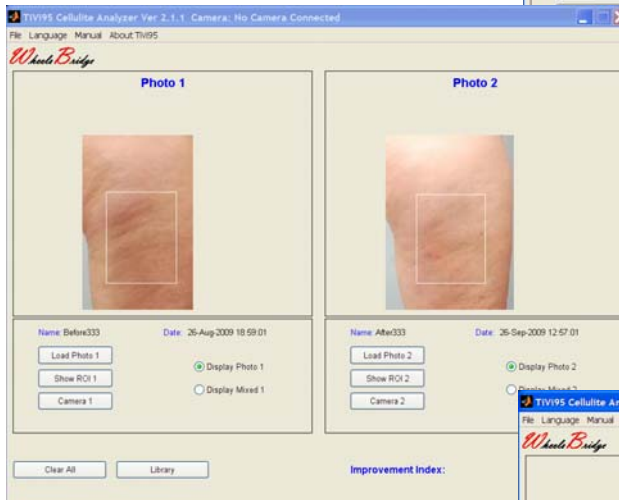 TiVi95 Cellulite Analyzer Ver 2.1.1 Camera: No Camera Connected
File Language Manual About TiVi95
WheelsBridge
Photo 1
Photo 2
Name: Before333 Date: 26-Aug-2009 18:59:01
Load Photo 1
Show ROI 1
Camera 1
Display Photo 1
Display Mixed 1
Name: After333 Date: 26-Sep-2009 12:57:01
Load Photo 2
Show ROI 2
Camera 2
Display Photo 2
Display Mixed 2
Clear All
Library
Improvement Index:
TiVi95 Cellulite An
File Language Manual
WheelsBridge